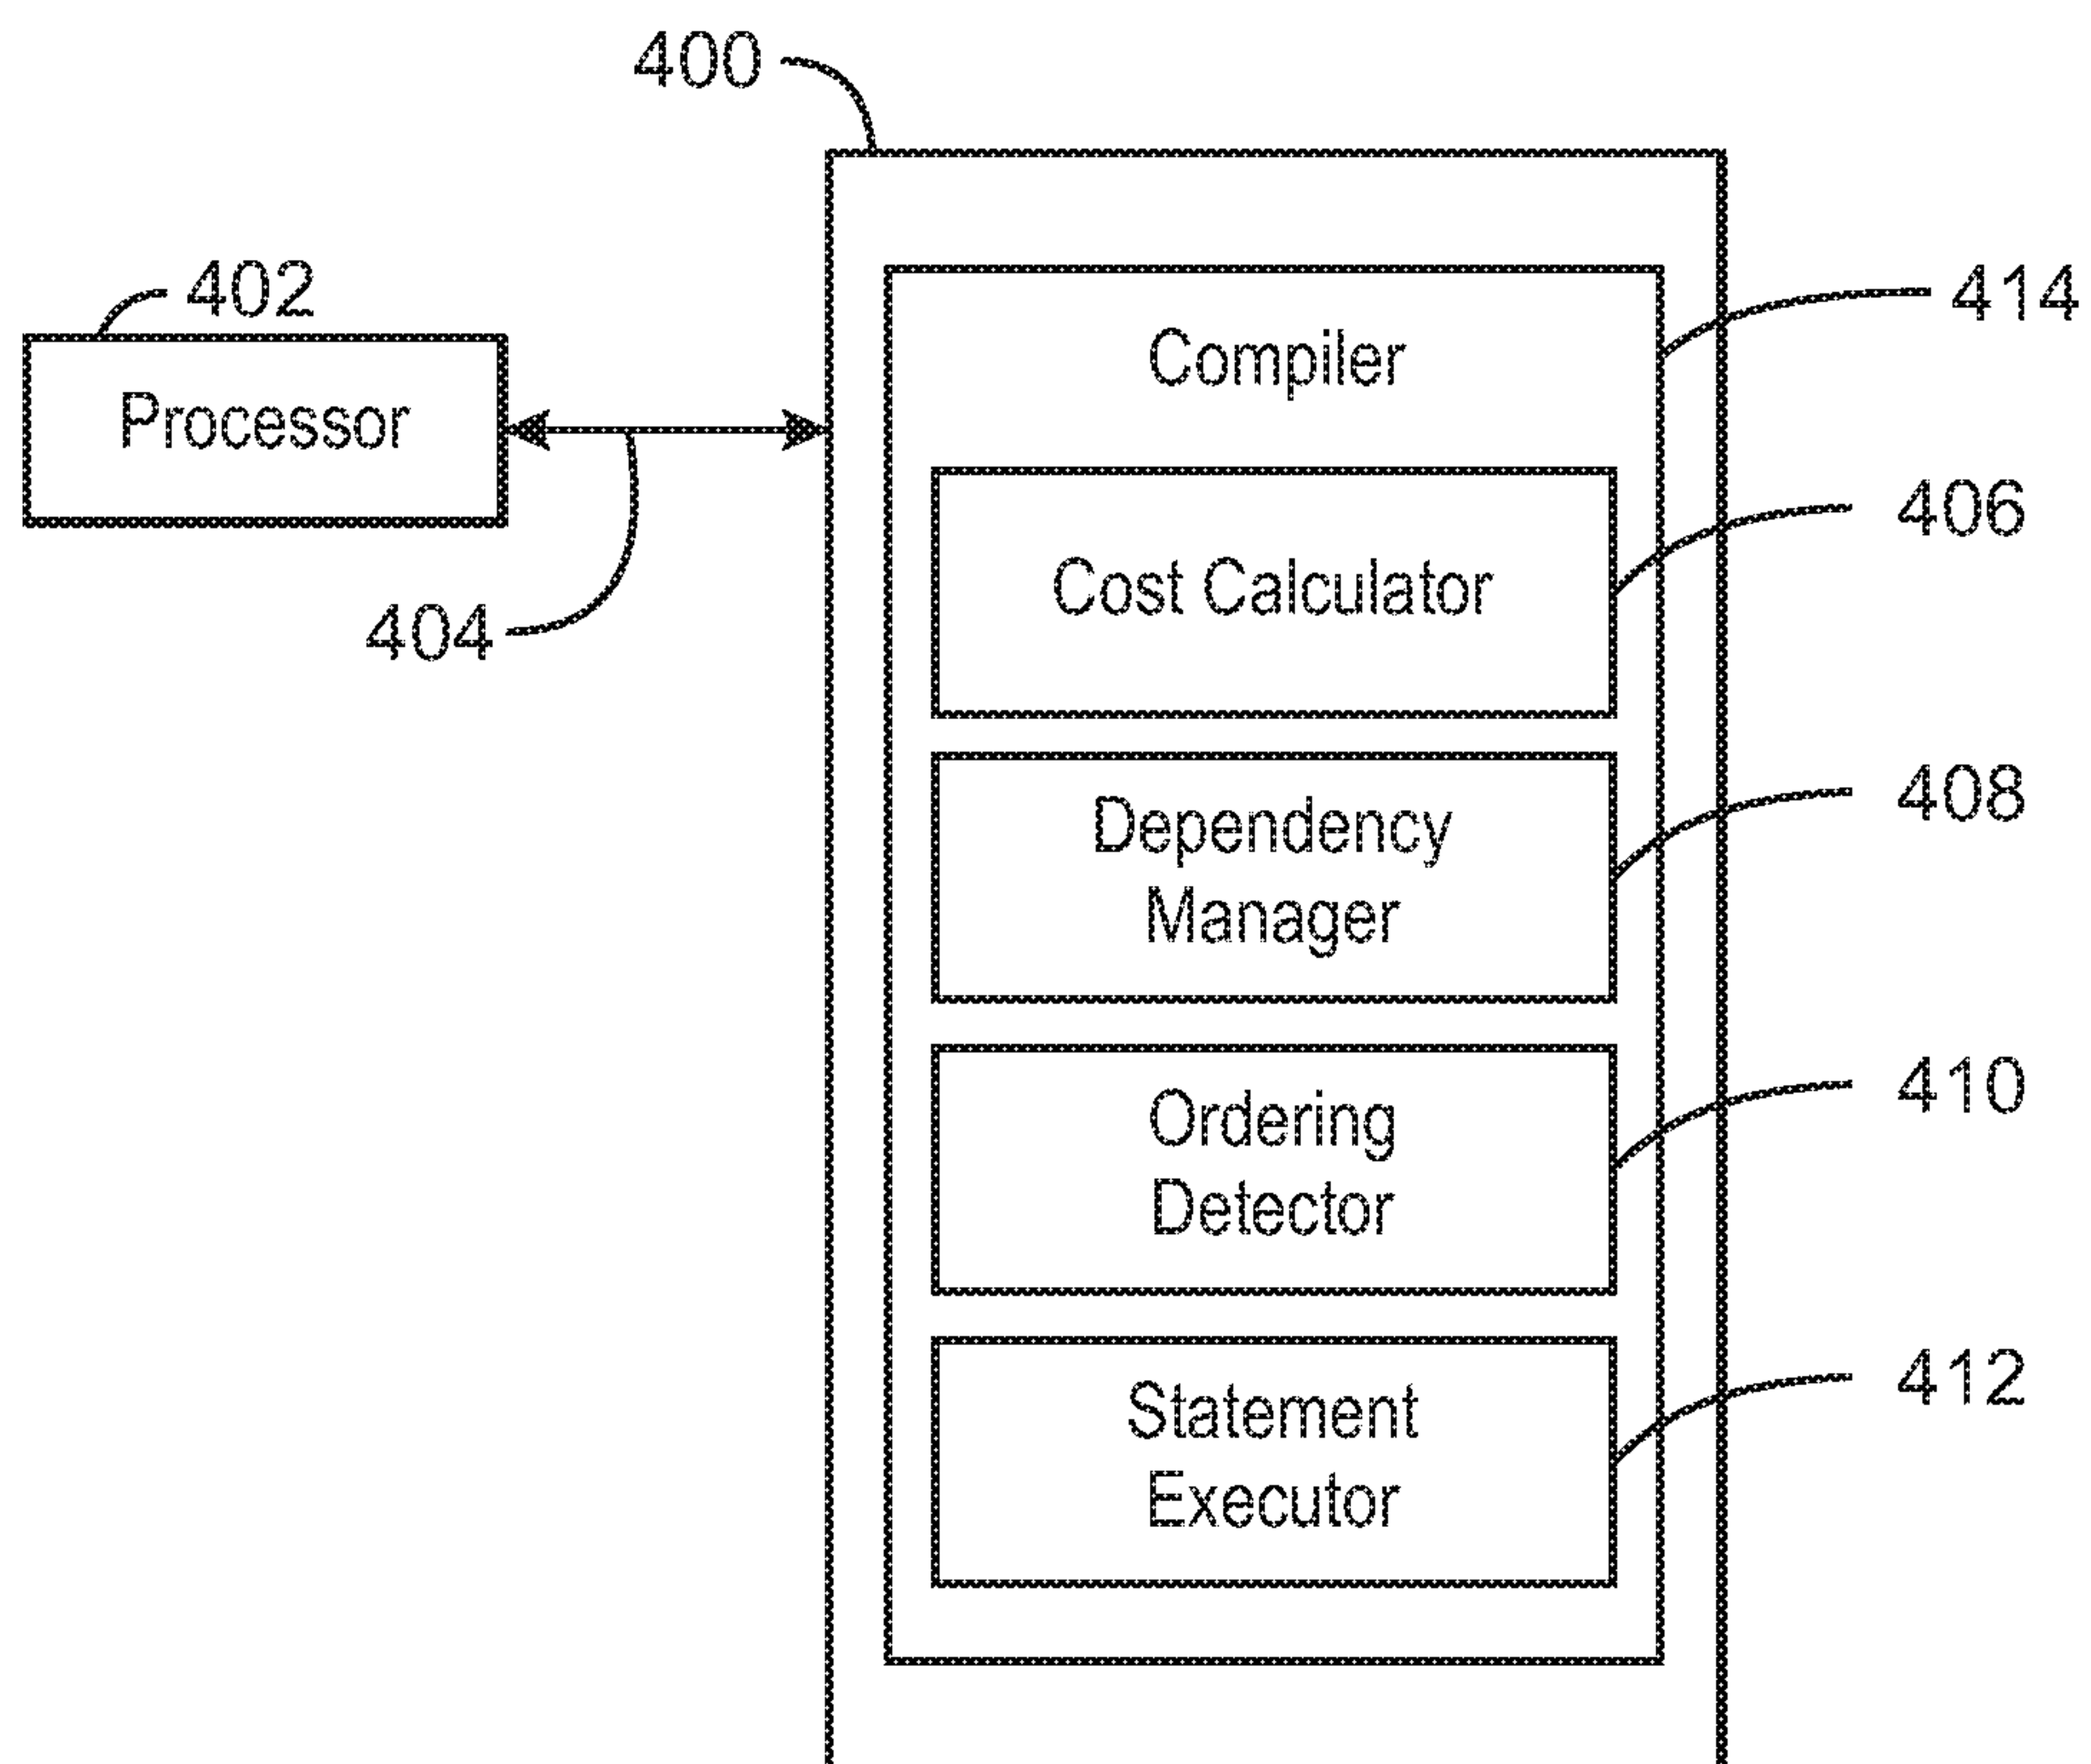 400
402
Processor
404
Compiler
414
Cost Calculator
406
Dependency
Manager
408
Ordering
Detector
410
Statement
Executor
412